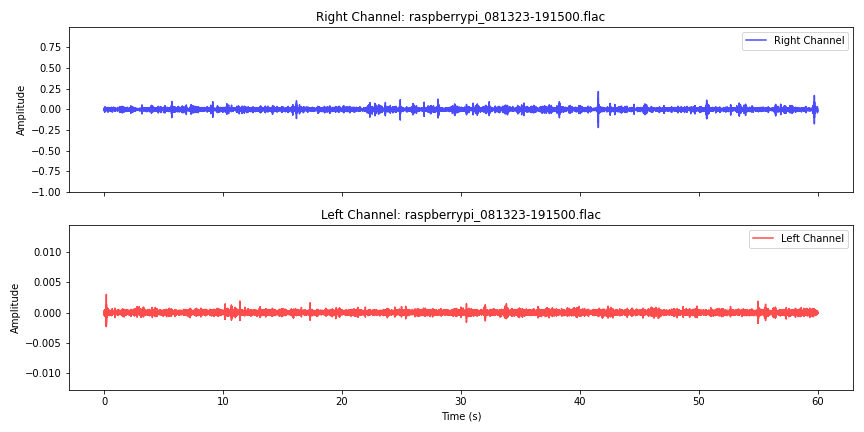 Right Channel: raspberrypi_081323-191500.flac
Right Channel
Amplitude
0.75
0.50
0.25
0.00
−0.25
−0.50
−0.75
−1.00
Left Channel: raspberrypi_081323-191500.flac
Left Channel
Amplitude
0.010
0.005
0.000
−0.005
−0.010
0 10 20 30 40 50 60
Time (s)